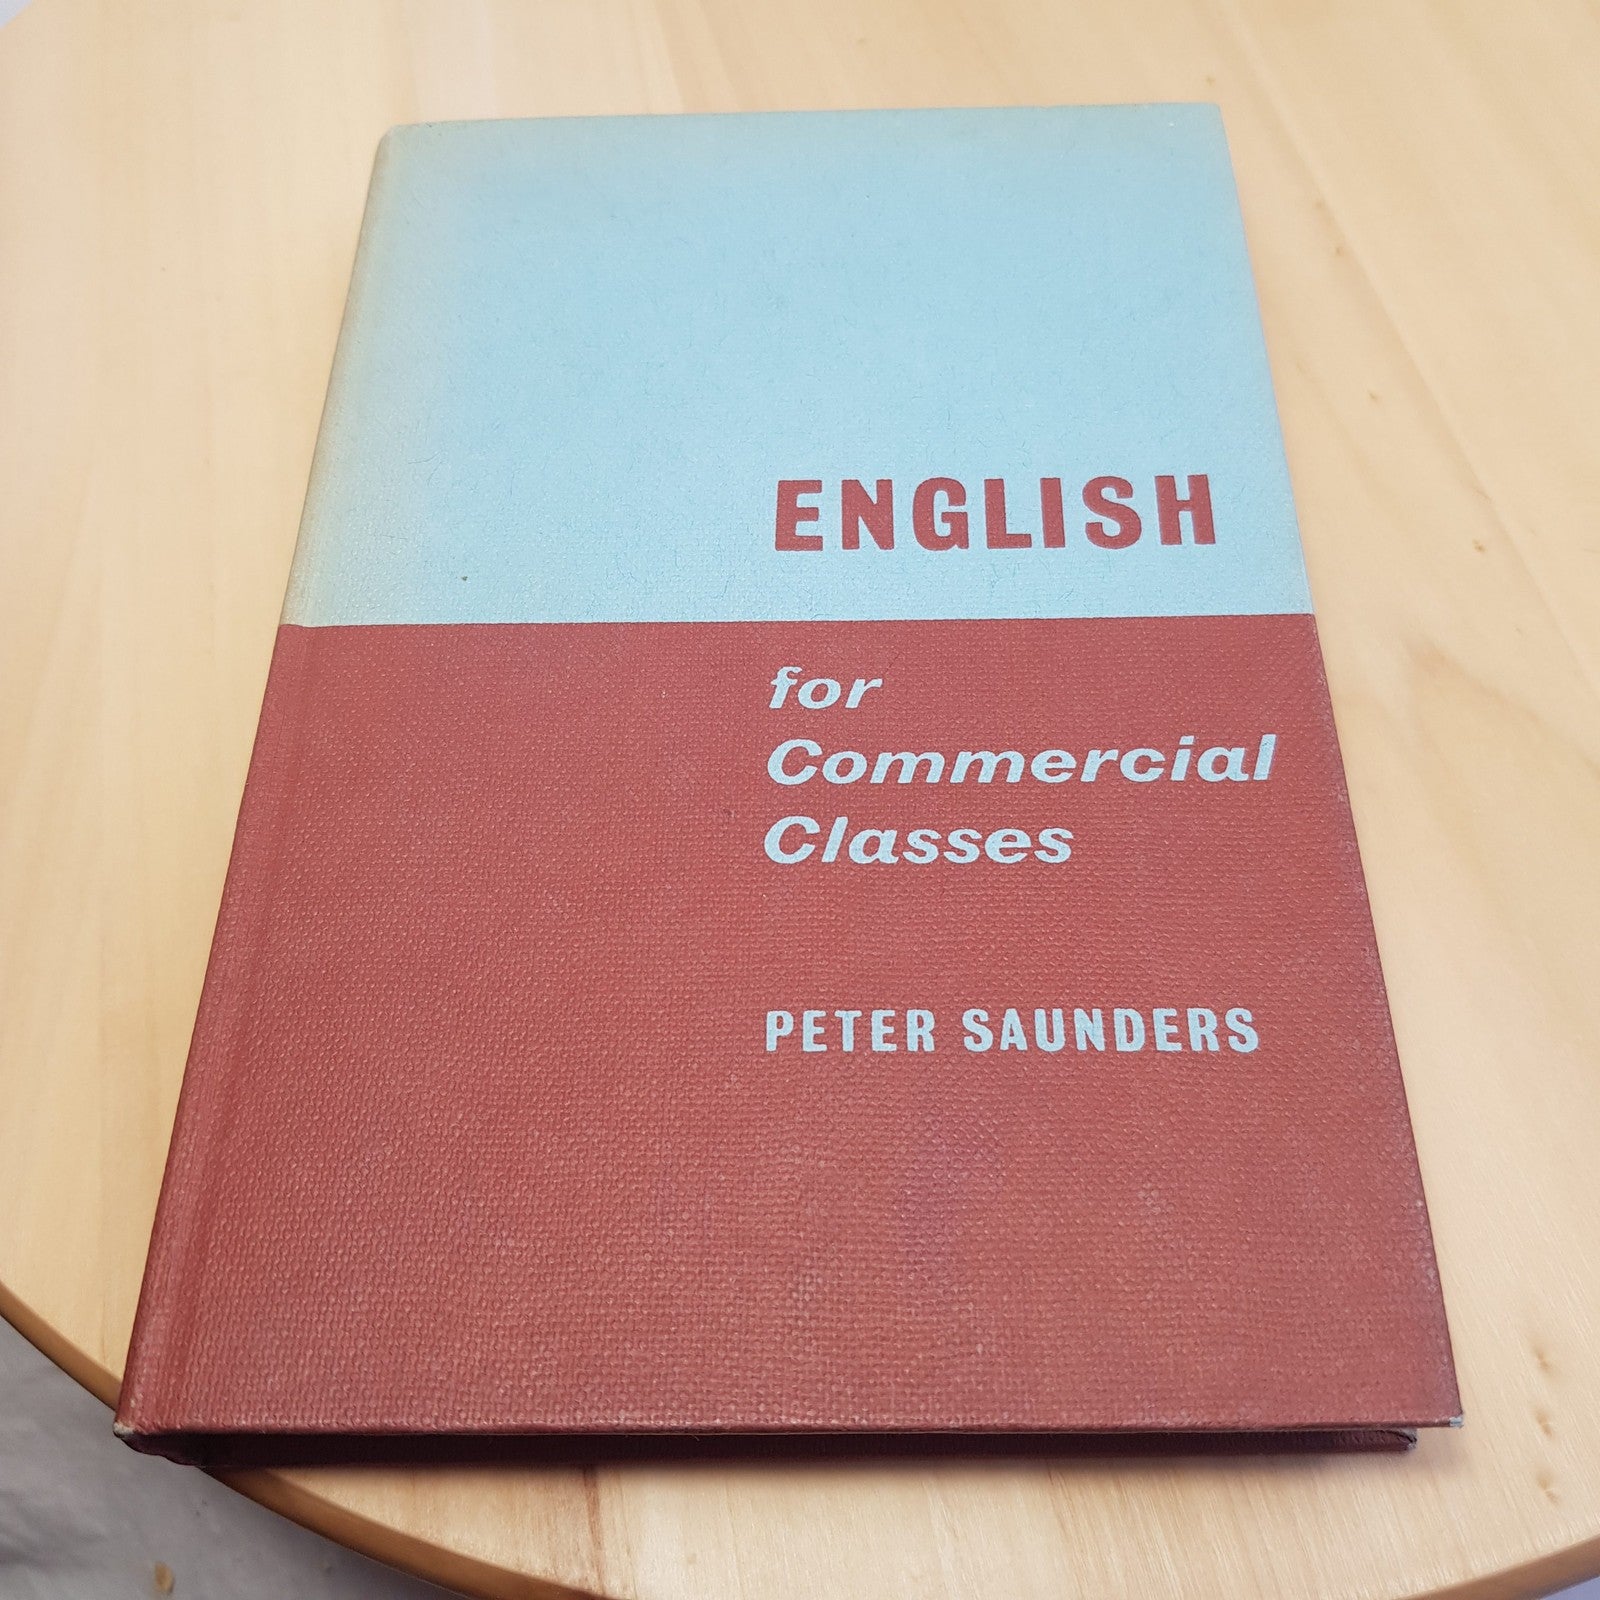 ENGLISH
for
Commercial
Classes
PETER SAUNDERS